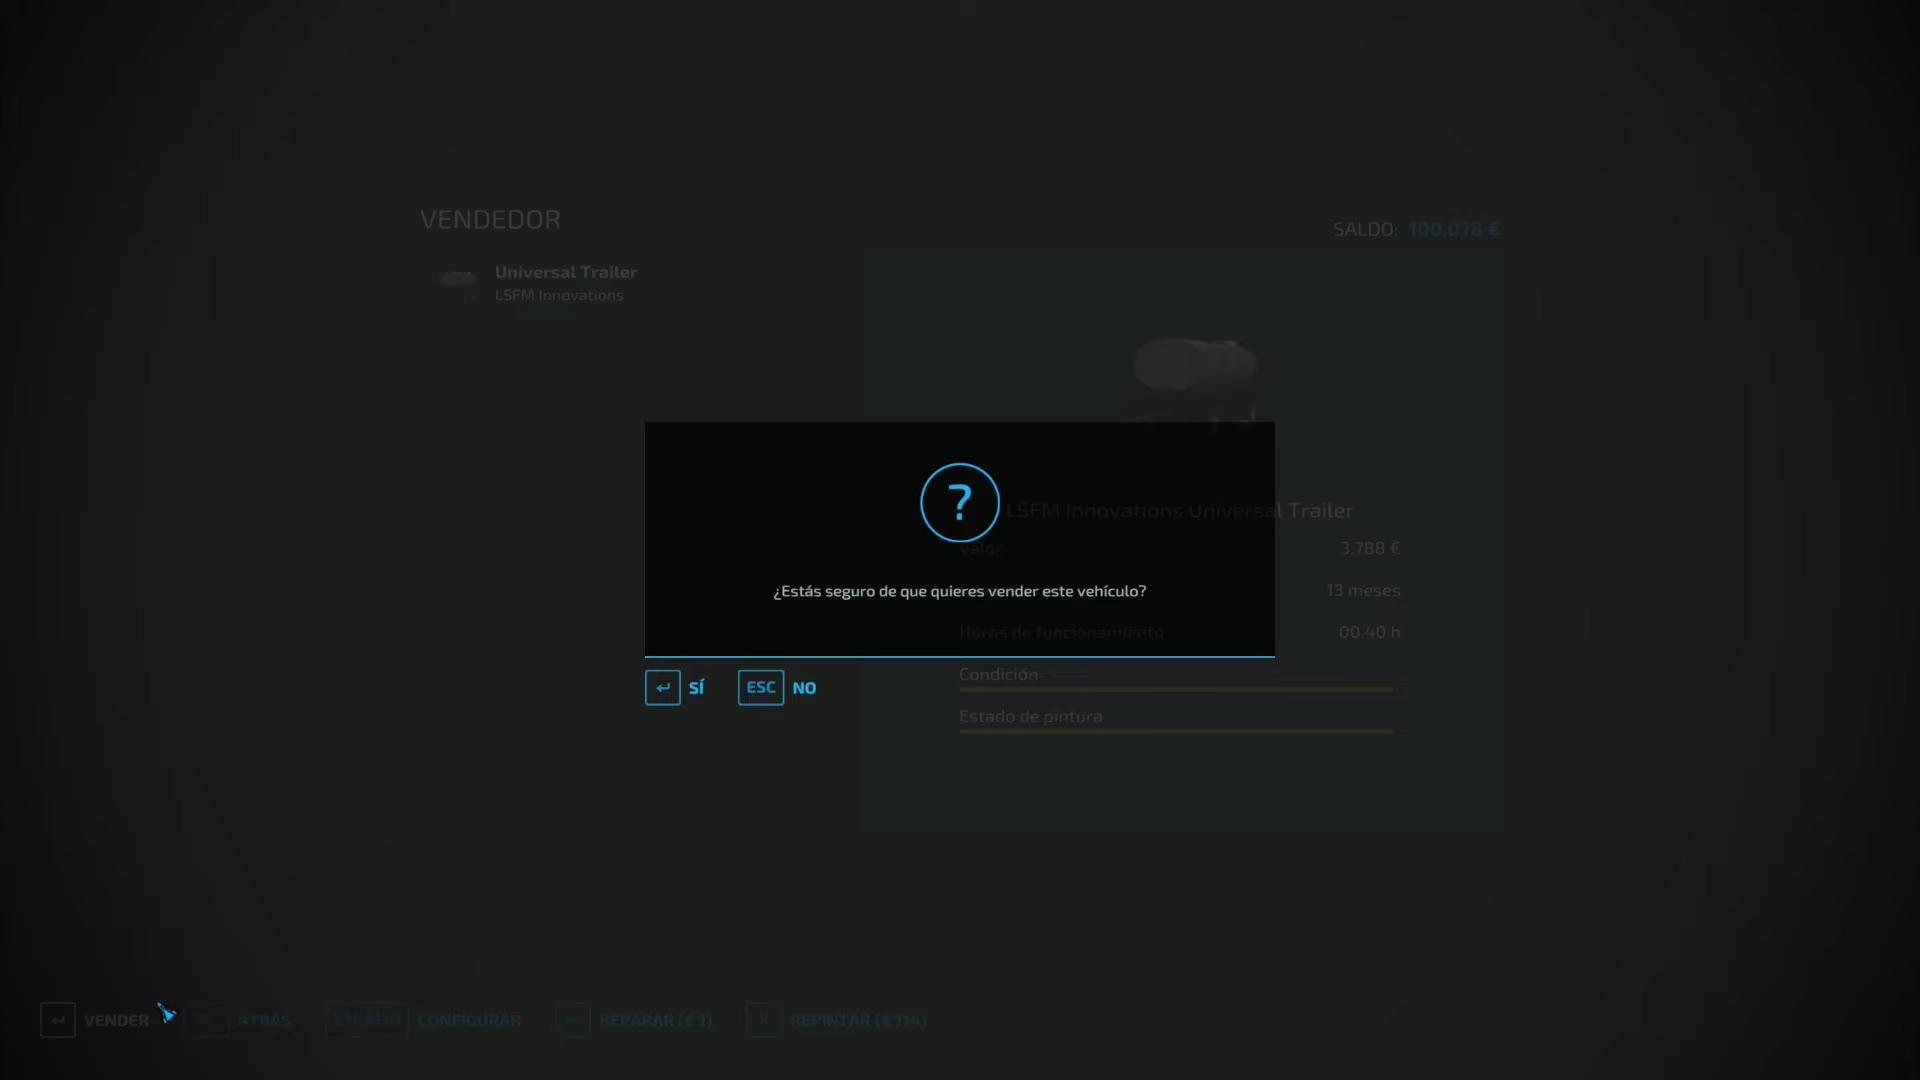 VENDEDOR
SALDO: 100.078 €
Universal Trailer
LSFM Innovations
?
LSFM Innovations Universal Trailer
Valor 3.788 €
¿Estás seguro de que quieres vender este vehículo?
13 meses
Horas de funcionamiento 00.40 h
Condición
SÍ ESC NO
Estado de pintura
VENDER ATRÁS ESPACIO CONFIGURAR REPARAR (€ 1) X REPINTAR (€ 114)